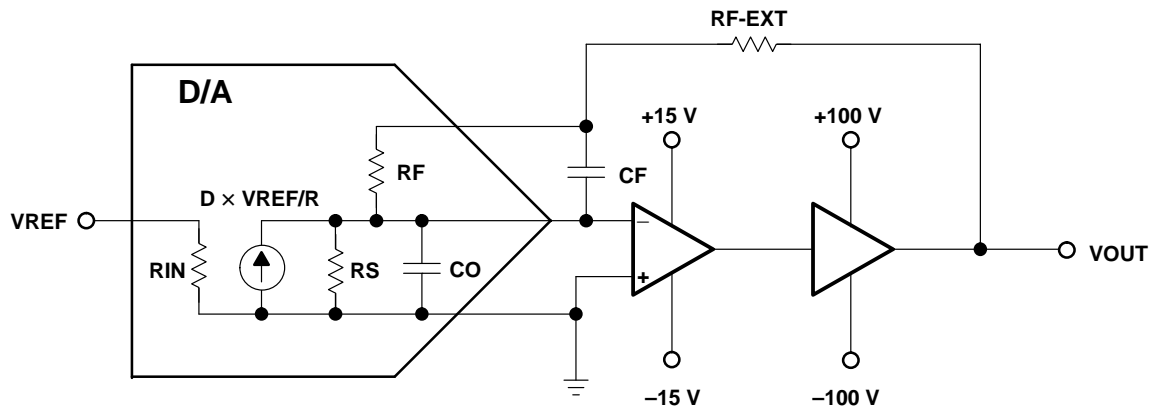 RF-EXT
D/A
+15 V
+100 V
RF
CF
D × VREF/R
VREF
RIN
RS
CO
–
+
VOUT
–15 V
–100 V